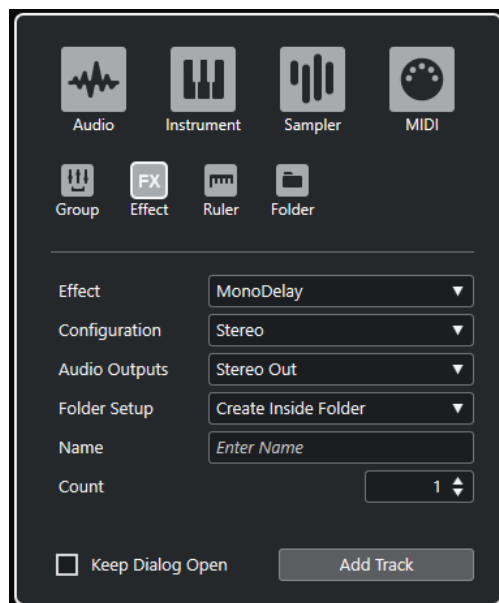 Audio Instrument Sampler MIDI
FX
Group Effect Ruler Folder
Effect MonoDelay
Configuration Stereo
Audio Outputs Stereo Out
Folder Setup Create Inside Folder
Name Enter Name
Count 1
Keep Dialog Open Add Track